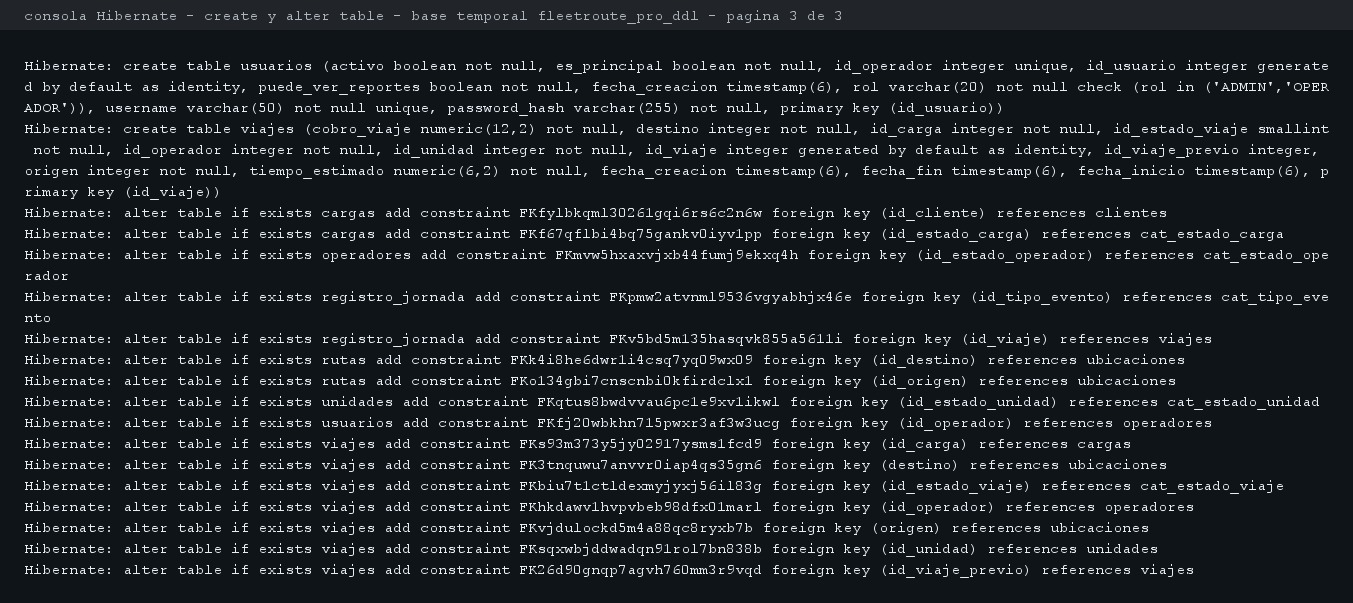 consola Hibernate - create y alter table - base temporal fleetroute_pro_ddl - pagina 3 de 3
Hibernate: create table usuarios (activo boolean not null, es_principal boolean not null, id_operador integer unique, id_usuario integer generate
d by default as identity, puede_ver_reportes boolean not null, fecha_creacion timestamp(6), rol varchar(20) not null check (rol in ('ADMIN','OPER
ADOR')), username varchar(50) not null unique, password_hash varchar(255) not null, primary key (id_usuario))
Hibernate: create table viajes (cobro_viaje numeric(12,2) not null, destino integer not null, id_carga integer not null, id_estado_viaje smallint
 not null, id_operador integer not null, id_unidad integer not null, id_viaje integer generated by default as identity, id_viaje_previo integer,
origen integer not null, tiempo_estimado numeric(6,2) not null, fecha_creacion timestamp(6), fecha_fin timestamp(6), fecha_inicio timestamp(6), p
rimary key (id_viaje))
Hibernate: alter table if exists cargas add constraint FKfylbkqml30261gqi6rs6c2n6w foreign key (id_cliente) references clientes
Hibernate: alter table if exists cargas add constraint FKf67qflbi4bq75gankv0iyv1pp foreign key (id_estado_carga) references cat_estado_carga
Hibernate: alter table if exists operadores add constraint FKmvw5hxaxvjxb44fumj9ekxq4h foreign key (id_estado_operador) references cat_estado_ope
rador
Hibernate: alter table if exists registro_jornada add constraint FKpmw2atvnml9536vgyabhjx46e foreign key (id_tipo_evento) references cat_tipo_eve
nto
Hibernate: alter table if exists registro_jornada add constraint FKv5bd5m135hasqvk855a5611i foreign key (id_viaje) references viajes
Hibernate: alter table if exists rutas add constraint FKk4i8he6dwr1i4csq7yq09wx09 foreign key (id_destino) references ubicaciones
Hibernate: alter table if exists rutas add constraint FKo134gbi7cnscnbi0kfirdclx1 foreign key (id_origen) references ubicaciones
Hibernate: alter table if exists unidades add constraint FKqtus8bwdvvau6pc1e9xv1ikwl foreign key (id_estado_unidad) references cat_estado_unidad
Hibernate: alter table if exists usuarios add constraint FKfj20wbkhn715pwxr3af3w3ucg foreign key (id_operador) references operadores
Hibernate: alter table if exists viajes add constraint FKs93m373y5jy02917ysms1fcd9 foreign key (id_carga) references cargas
Hibernate: alter table if exists viajes add constraint FK3tnquwu7anvvr0iap4qs35gn6 foreign key (destino) references ubicaciones
Hibernate: alter table if exists viajes add constraint FKbiu7t1ctldexmyjyxj56il83g foreign key (id_estado_viaje) references cat_estado_viaje
Hibernate: alter table if exists viajes add constraint FKhkdawv1hvpvbeb98dfx01marl foreign key (id_operador) references operadores
Hibernate: alter table if exists viajes add constraint FKvjdulockd5m4a88qc8ryxb7b foreign key (origen) references ubicaciones
Hibernate: alter table if exists viajes add constraint FKsqxwbjddwadqn91rol7bn838b foreign key (id_unidad) references unidades
Hibernate: alter table if exists viajes add constraint FK26d90gnqp7agvh760mm3r9vqd foreign key (id_viaje_previo) references viajes